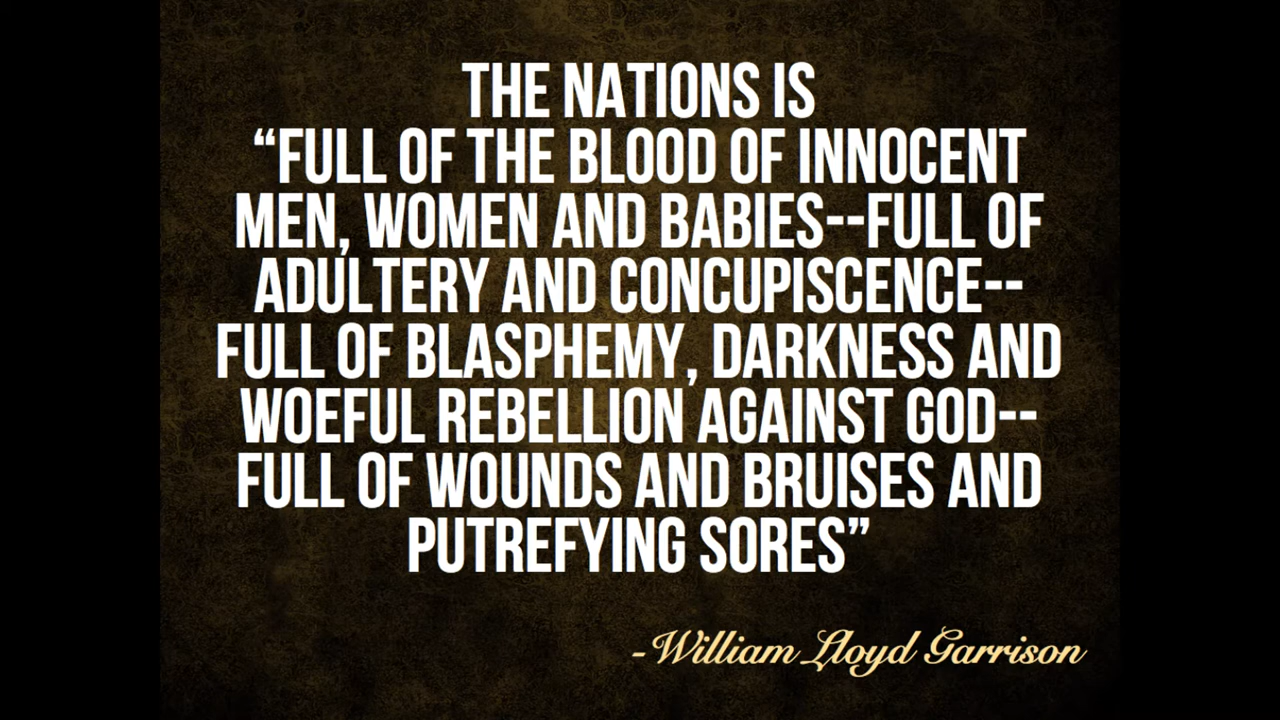 THE NATIONS IS
“FULL OF THE BLOOD OF INNOCENT
MEN, WOMEN AND BABIES--FULL OF
ADULTERY AND CONCUPISCENCE--
FULL OF BLASPHEMY, DARKNESS AND
WOEFUL REBELLION AGAINST GOD--
FULL OF WOUNDS AND BRUISES AND
PUTREFYING SORES”
-William Lloyd Garrison